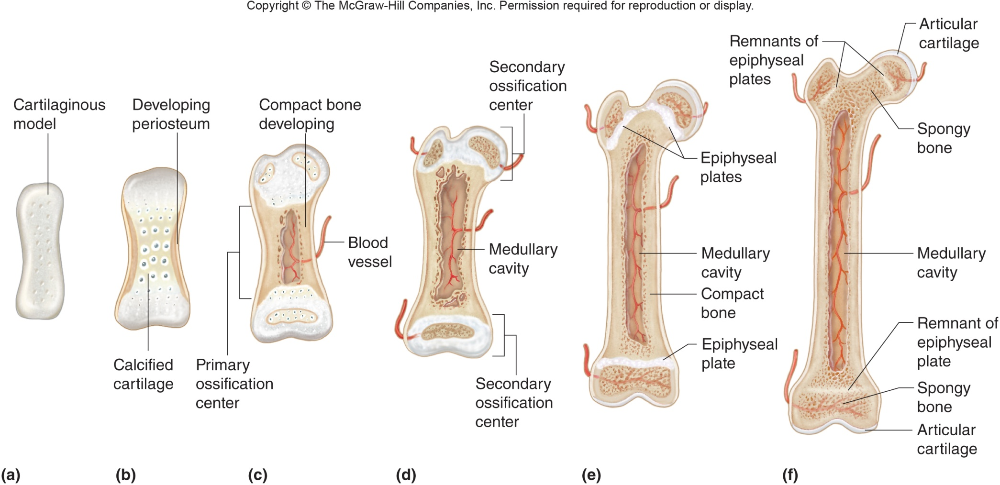 Copyright © The McGraw-Hill Companies, Inc. Permission required for reproduction or display.
Cartilaginous
model
Developing
periosteum
Calcified
cartilage
Compact bone
developing
Primary
ossification
center
Blood
vessel
Secondary
ossification
center
Medullary
cavity
Secondary
ossification
center
Epiphyseal
plates
Medullary
cavity
Compact
bone
Epiphyseal
plate
Remnants of
epiphyseal
plates
Articular
cartilage
Spongy
bone
Medullary
cavity
Remnant of
epiphyseal
plate
Spongy
bone
Articular
cartilage
(a)
(b)
(c)
(d)
(e)
(f)